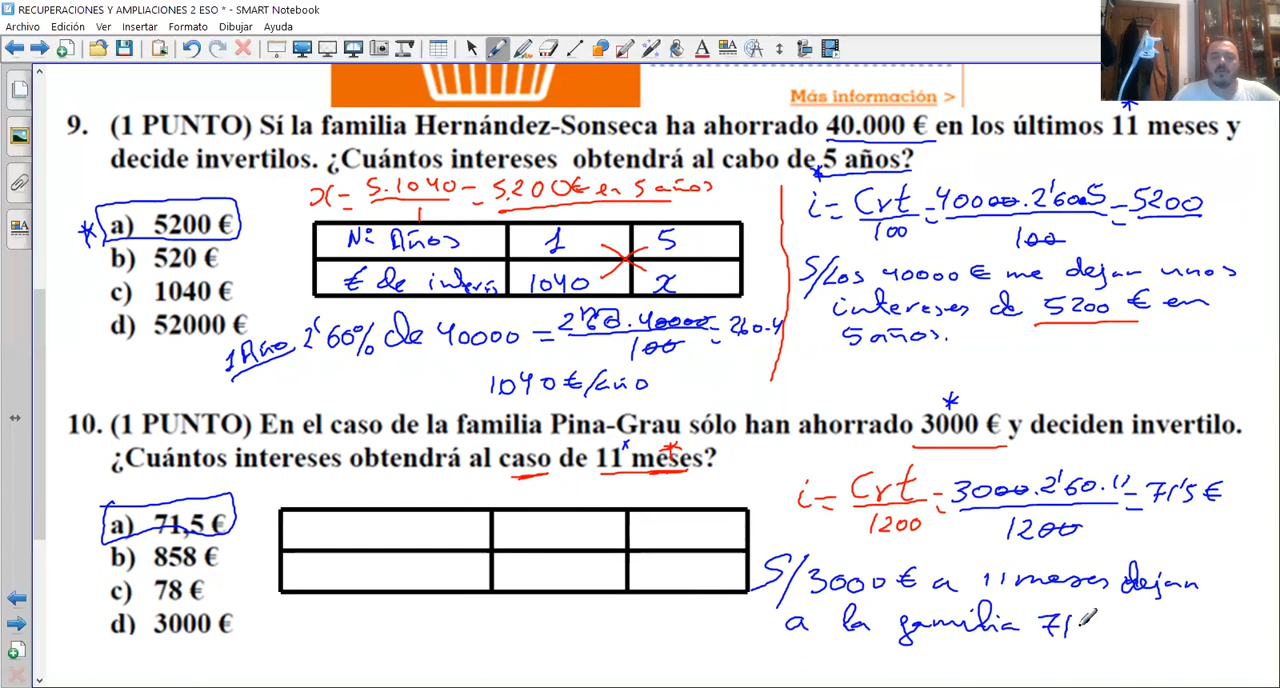 RECUPERACIONES Y AMPLIACIONES 2 ESO * - SMART Notebook
Archivo Edición Ver Insertar Formato Dibujar Ayuda
Más información >
9. (1 PUNTO) Sí la familia Hernández-Sonseca ha ahorrado 40.000 € en los últimos 11 meses y
decide invertilos. ¿Cuántos intereses obtendrá al cabo de 5 años?
x = 5.1040 / 1 = 5.200€ en 5 años
* a) 5200 €
b) 520 €
c) 1040 €
d) 52000 €
Nº Años 1 5
€ de interés 1040 x
1 Año 2'60% de 40000 = 2'60.40000 / 100 = 260.4
1040€/año
i = Crt / 100 = 40000.2'60.5 / 100 = 5200
S/Los 40000 € me dejan unos
intereses de 5200 € en
5 años.
10. (1 PUNTO) En el caso de la familia Pina-Grau sólo han ahorrado 3000 € y deciden invertilo.
¿Cuántos intereses obtendrá al caso de 11 meses?
a) 71,5 €
b) 858 €
c) 78 €
d) 3000 €
i = Crt / 1200 = 3000.2'60.11 / 1200 = 71'5 €
S/3000 € a 11 meses dejan
a la familia 71